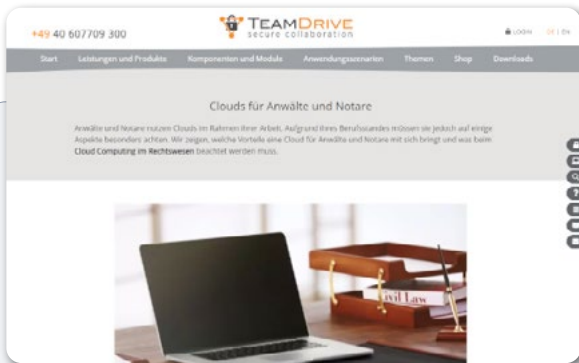 +49 40 607709 300
TEAMDRIVE
secure collaboration
LOGIN
DE | EN
Start Leistungen und Produkte Komponenten und Module Anwendungsszenarien Themen Shop Downloads
Clouds für Anwälte und Notare
Anwälte und Notare nutzen Clouds im Rahmen ihrer Arbeit. Aufgrund ihres Berufsstandes müssen sie jedoch auf einige
Aspekte besonders achten. Wir zeigen, welche Vorteile eine Cloud für Anwälte und Notare mit sich bringt und was beim
Cloud Computing im Rechtswesen beachtet werden muss.
?
Civil Law